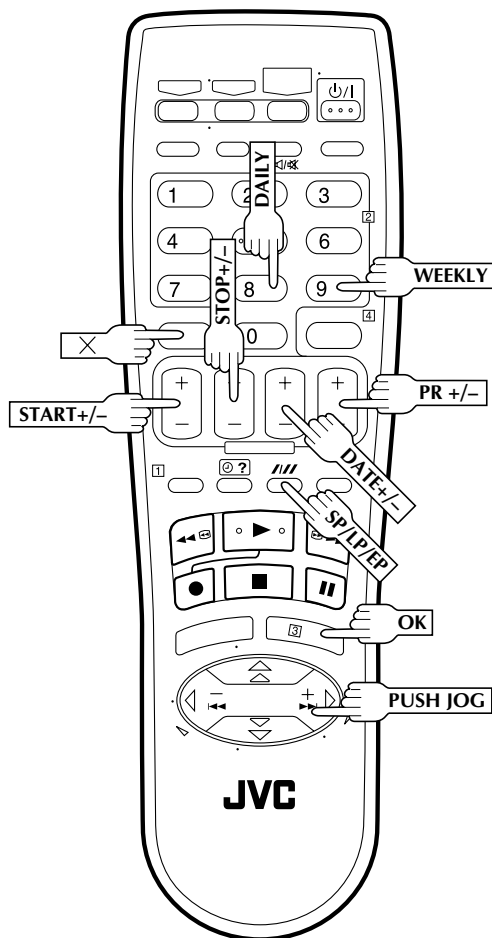 ⏻/I
1 2 3
DAILY
2
4 6
STOP+/–
7 8 9
WEEKLY
4
× 0
+ + +
START+/–
PR +/–
– – – –
DATE+/–
1
?
SP/LP/EP
3
OK
– +
PUSH JOG
JVC